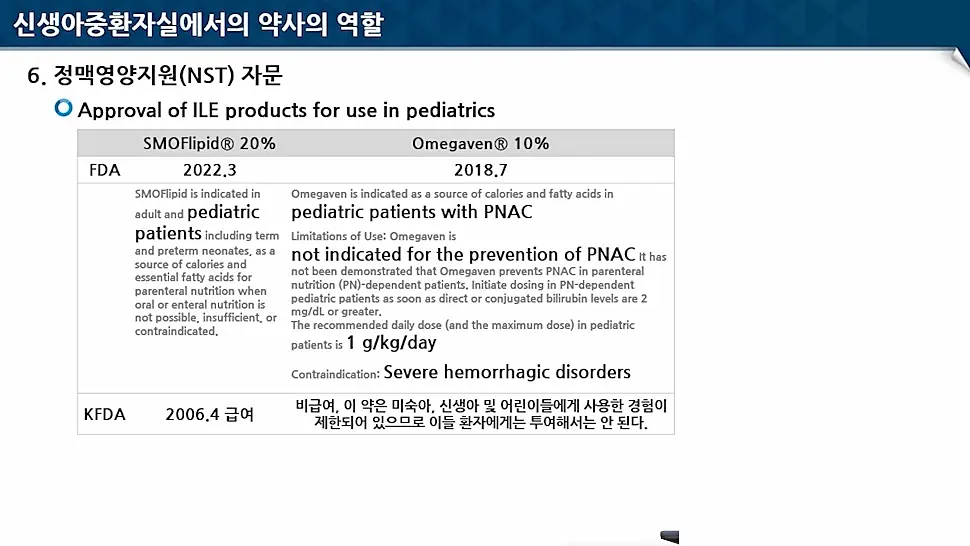 신생아중환자실에서의 약사의 역할
6. 정맥영양지원(NST) 자문
Approval of ILE products for use in pediatrics
SMOFlipid® 20% Omegaven® 10%
FDA 2022.3 2018.7
SMOFlipid is indicated in
adult and pediatric
patients including term
and preterm neonates, as a
source of calories and
essential fatty acids for
parenteral nutrition when
oral or enteral nutrition is
not possible, insufficient, or
contraindicated.
Omegaven is indicated as a source of calories and fatty acids in
pediatric patients with PNAC
Limitations of Use: Omegaven is
not indicated for the prevention of PNAC It has
not been demonstrated that Omegaven prevents PNAC in parenteral
nutrition (PN)-dependent patients. Initiate dosing in PN-dependent
pediatric patients as soon as direct or conjugated bilirubin levels are 2
mg/dL or greater.
The recommended daily dose (and the maximum dose) in pediatric
patients is 1 g/kg/day
Contraindication: Severe hemorrhagic disorders
KFDA 2006.4 급여
비급여, 이 약은 미숙아, 신생아 및 어린이들에게 사용한 경험이
제한되어 있으므로 이들 환자에게는 투여해서는 안 된다.